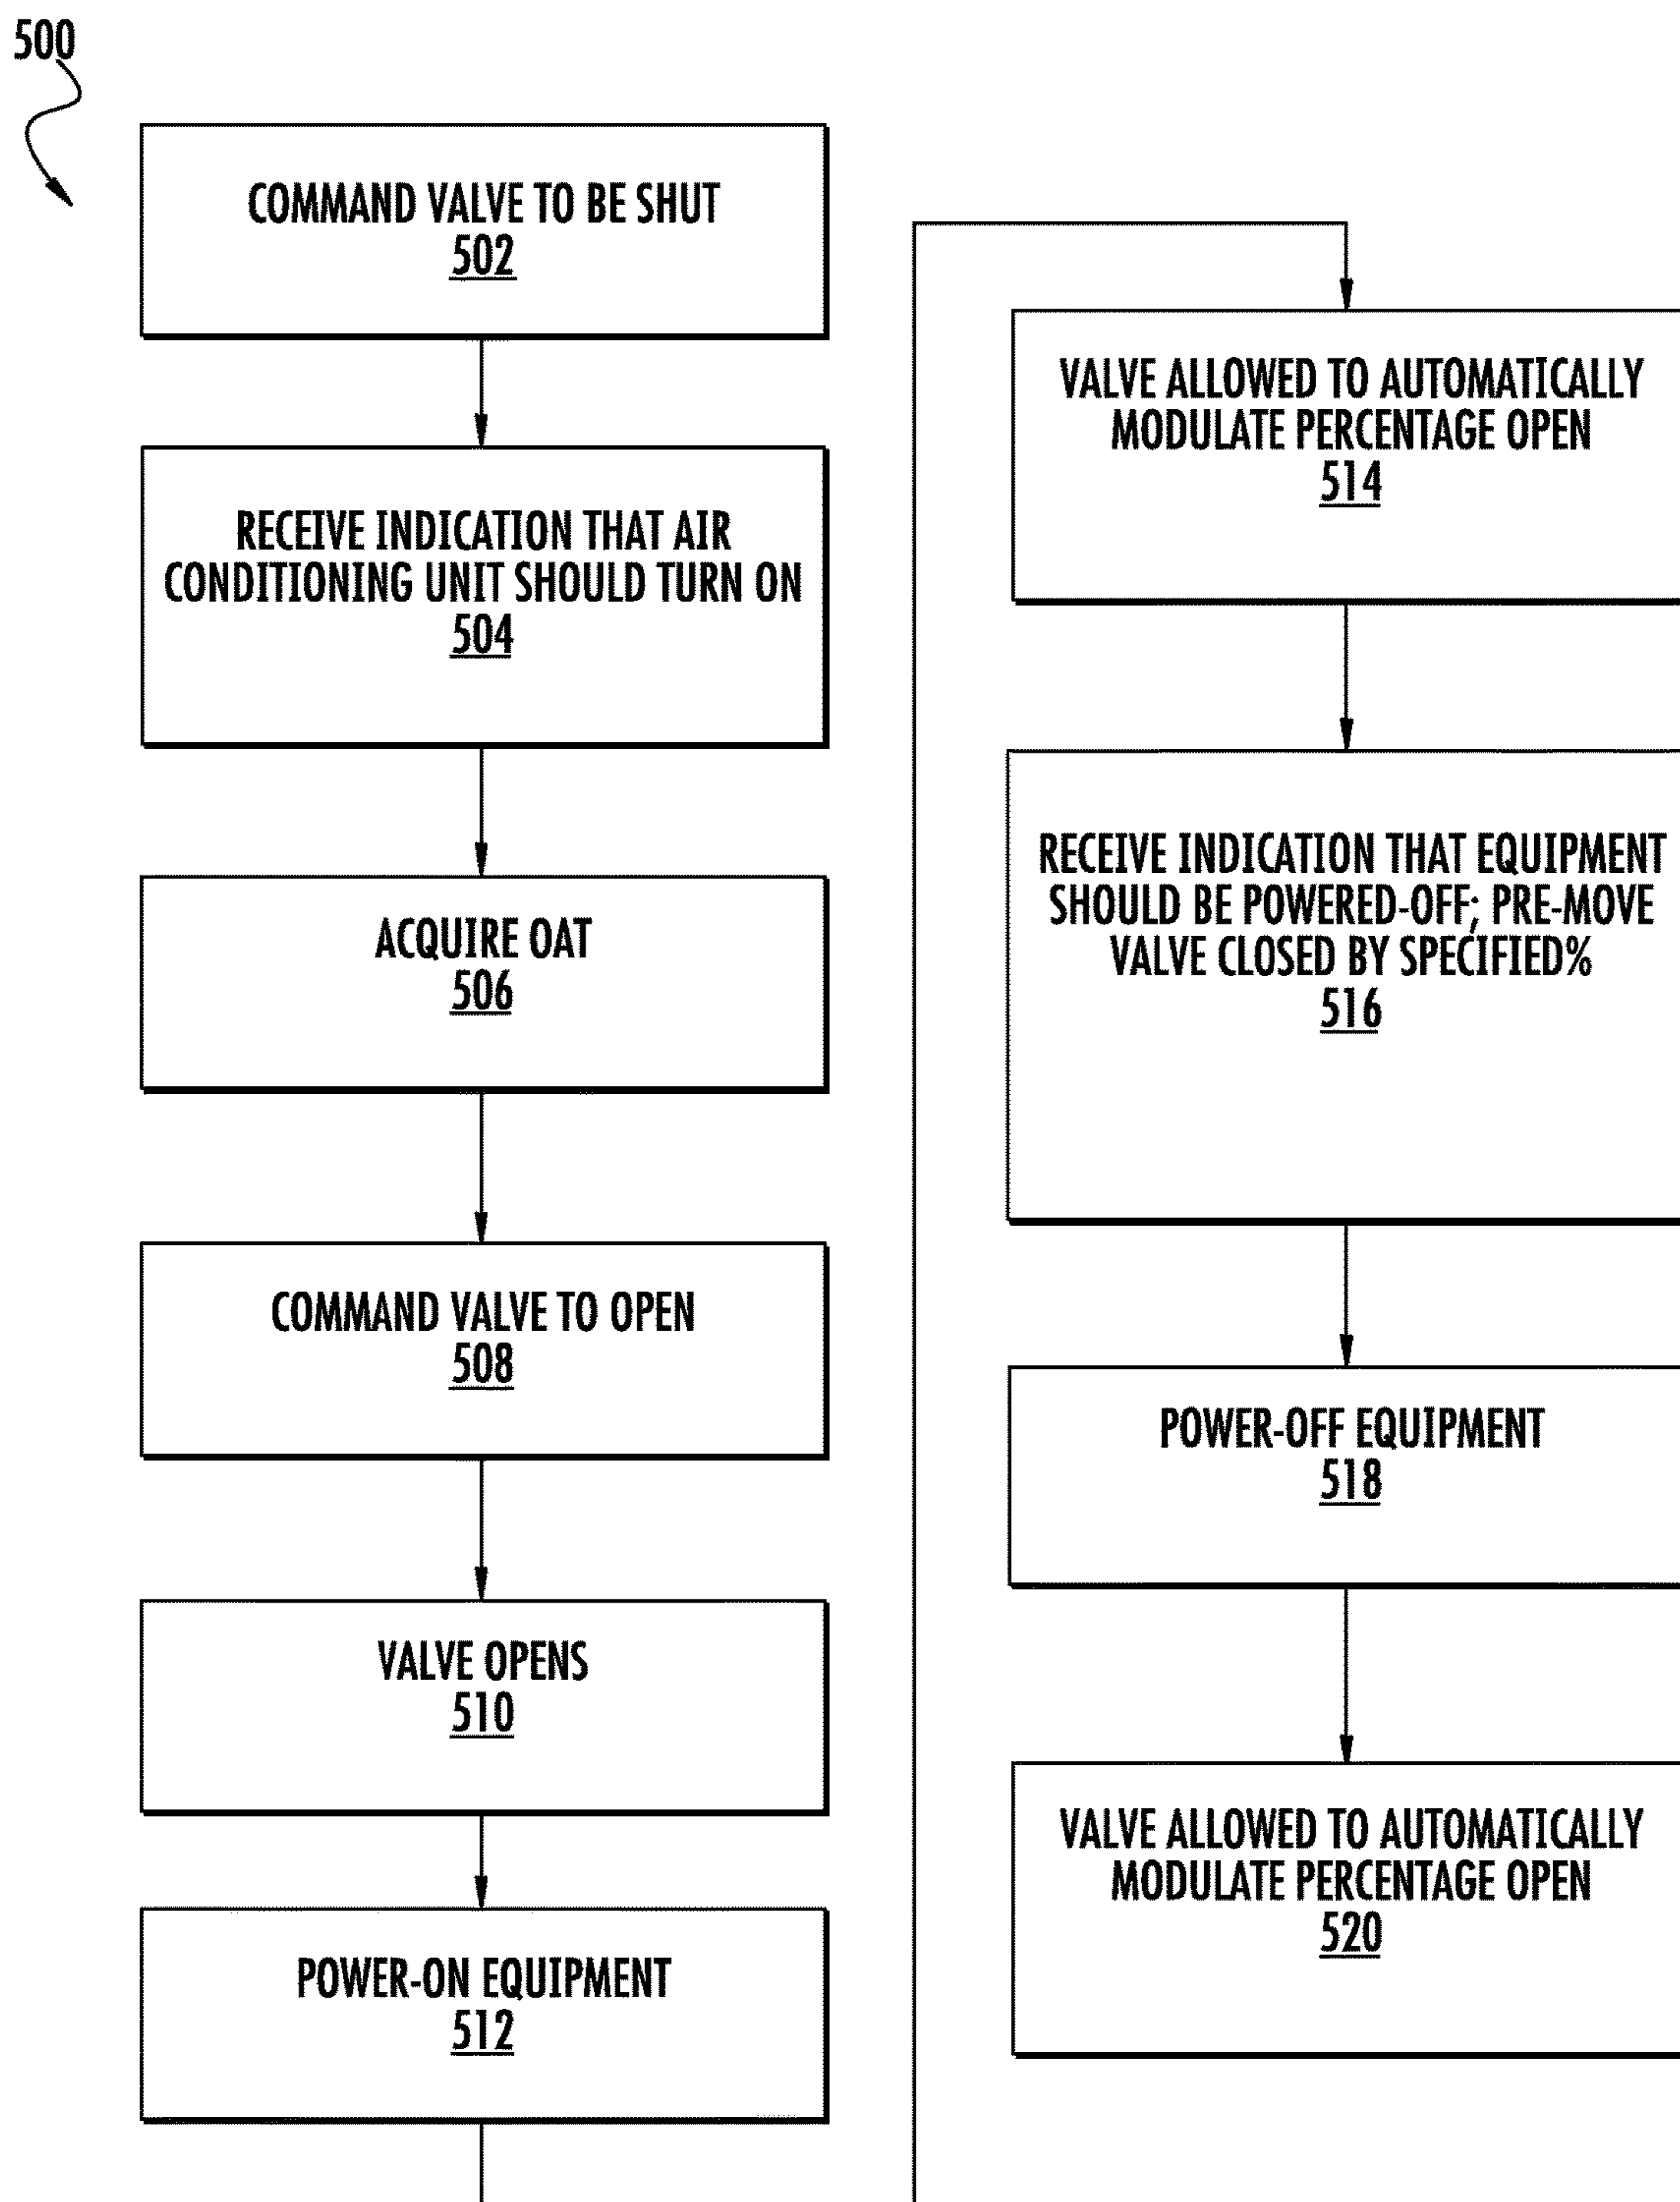 500
COMMAND VALVE TO BE SHUT
502
RECEIVE INDICATION THAT AIR
CONDITIONING UNIT SHOULD TURN ON
504
ACQUIRE OAT
506
COMMAND VALVE TO OPEN
508
VALVE OPENS
510
POWER-ON EQUIPMENT
512
VALVE ALLOWED TO AUTOMATICALLY
MODULATE PERCENTAGE OPEN
514
RECEIVE INDICATION THAT EQUIPMENT
SHOULD BE POWERED-OFF; PRE-MOVE
VALVE CLOSED BY SPECIFIED%
516
POWER-OFF EQUIPMENT
518
VALVE ALLOWED TO AUTOMATICALLY
MODULATE PERCENTAGE OPEN
520